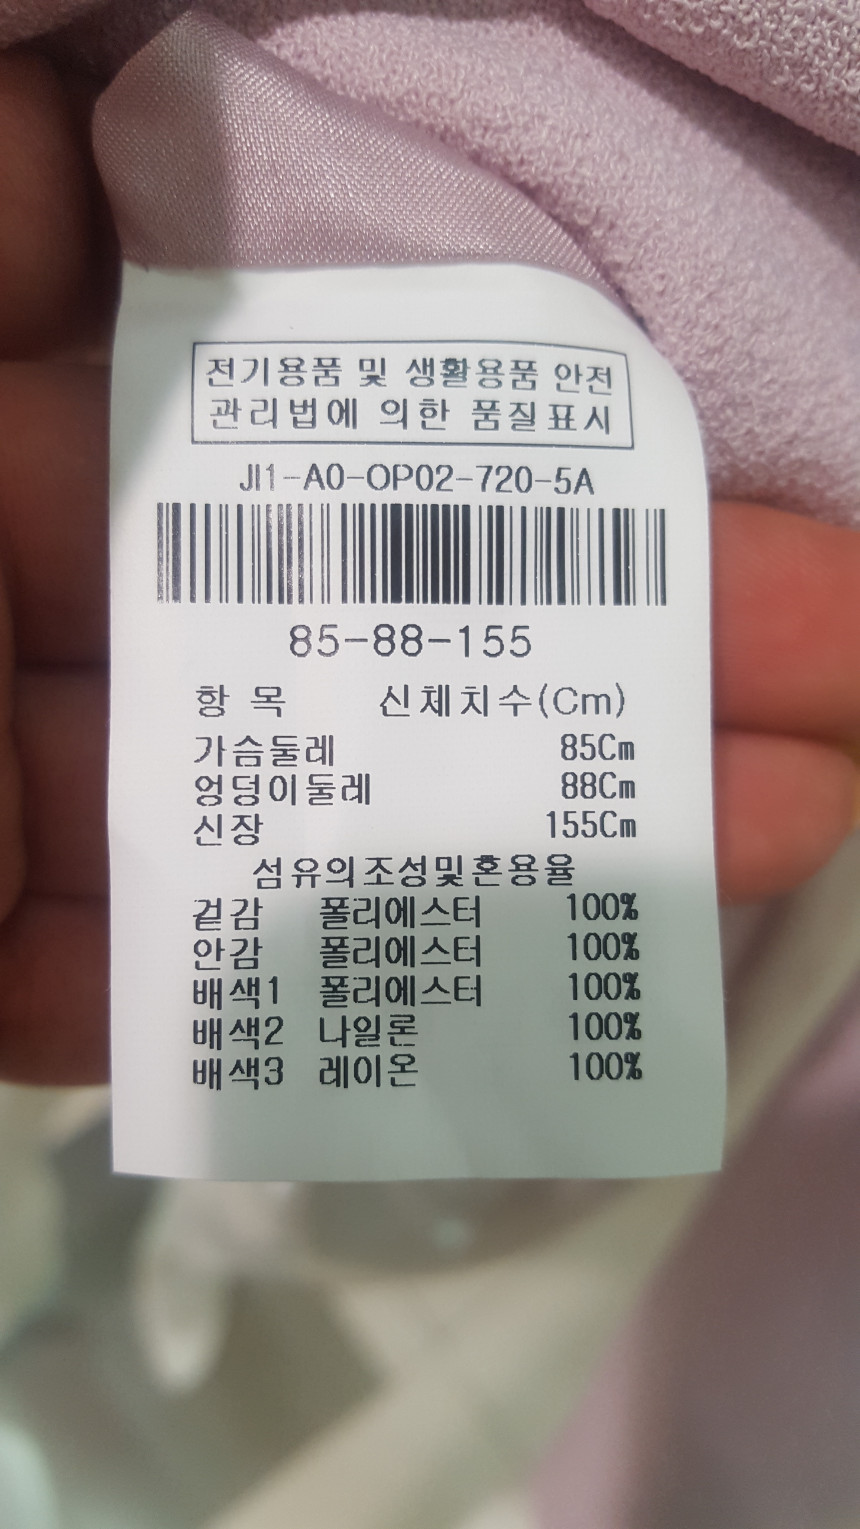 전기용품 및 생활용품 안전
관리법에 의한 품질표시
JI1-A0-OP02-720-5A
85-88-155
항 목 신체치수(Cm)
가슴둘레 85Cm
엉덩이둘레 88Cm
신장 155Cm
섬유의조성및혼용율
겉감 폴리에스터 100%
안감 폴리에스터 100%
배색1 폴리에스터 100%
배색2 나일론 100%
배색3 레이온 100%